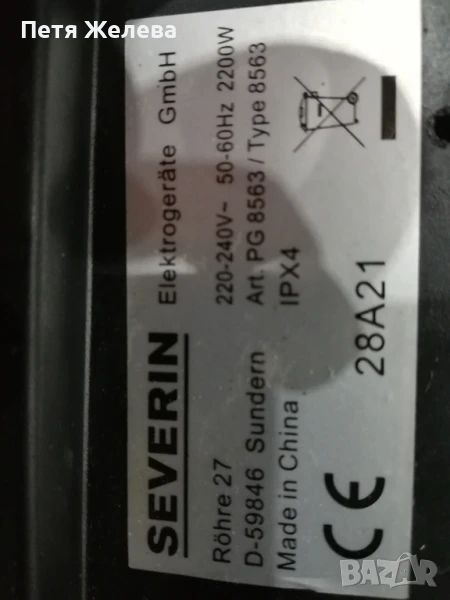 Петя Желева
SEVERIN
Elektrogeräte GmbH
Röhre 27
220-240V~ 50-60Hz 2200W
D-59846 Sundern
Art. PG 8563 / Type 8563
Made in China
IPX4
CE
28A21
BAZAR